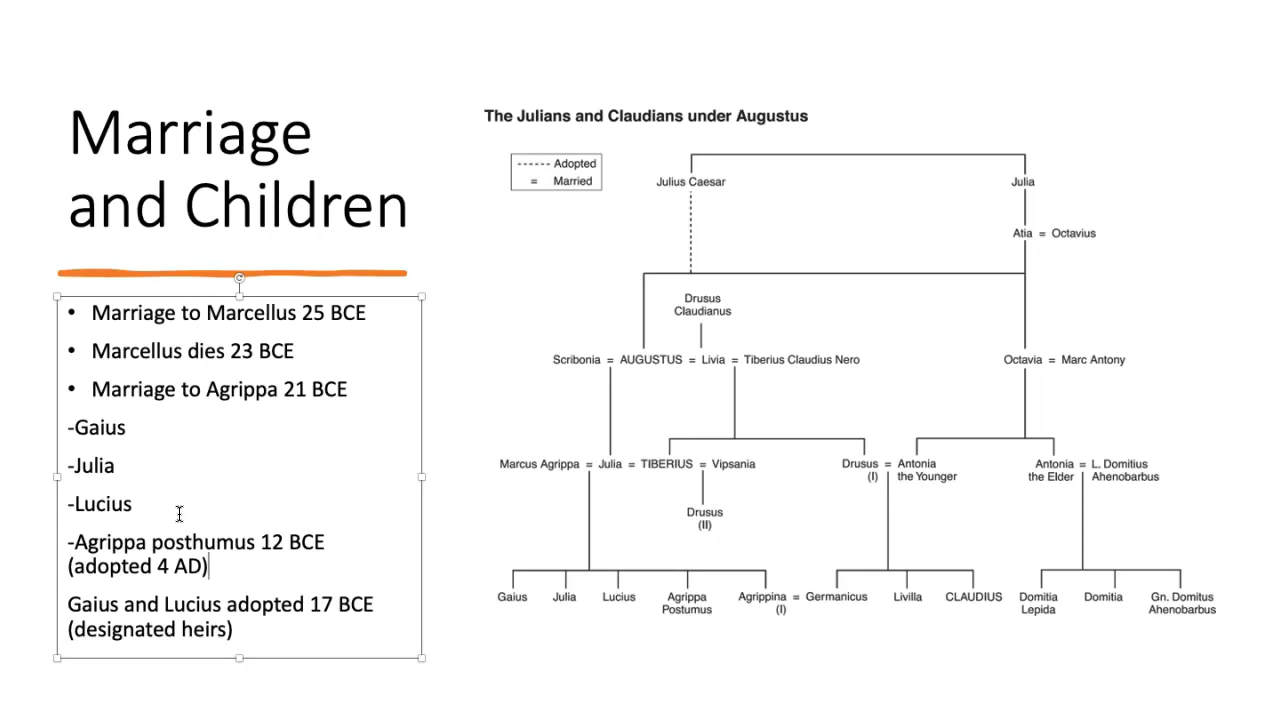 Marriage
and Children
• Marriage to Marcellus 25 BCE
• Marcellus dies 23 BCE
• Marriage to Agrippa 21 BCE
-Gaius
-Julia
-Lucius
-Agrippa posthumus 12 BCE
(adopted 4 AD)
Gaius and Lucius adopted 17 BCE
(designated heirs)
The Julians and Claudians under Augustus
------ Adopted
= Married
Julius Caesar Julia
Atia = Octavius
Drusus
Claudianus
Scribonia = AUGUSTUS = Livia = Tiberius Claudius Nero Octavia = Marc Antony
Marcus Agrippa = Julia = TIBERIUS = Vipsania Drusus = Antonia Antonia = L. Domitius
(I) the Younger the Elder Ahenobarbus
Drusus
(II)
Gaius Julia Lucius Agrippa Agrippina = Germanicus Livilla CLAUDIUS Domitia Domitia Gn. Domitus
Postumus (I) Lepida Ahenobarbus